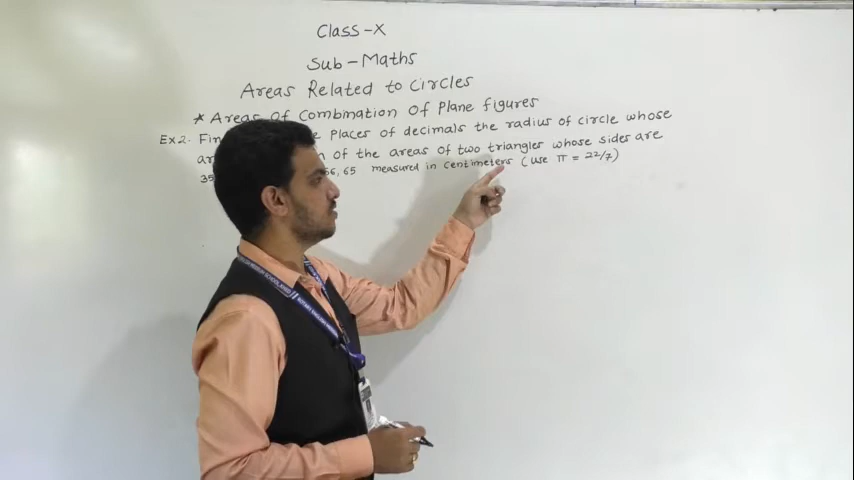 Class-X
Sub-Maths
Areas Related to Circles
* Areas Of Combination Of Plane figures
Ex2. Fin Places of decimals the radius of circle whose
of the areas of two triangles whose sides are
35 56, 65 measured in Centimeters (use π = 22/7)